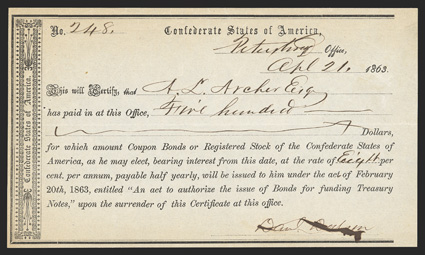 No. 248. Confederate States of America,
Petersburg Office,
Apl 21, 1863
This will Certify, that A. L. Archer Esq
has paid in at this Office, Five hundred
Dollars,
for which amount Coupon Bonds or Registered Stock of the Confederate States of
America, as he may elect, bearing interest from this date, at the rate of Eight per
cent, per annum, payable half yearly, will be issued to him under the act of February
20th, 1863, entitled "An act to authorize the issue of Bonds for funding Treasury
Notes," upon the surrender of this Certificate at this office.
Confederate States of America.